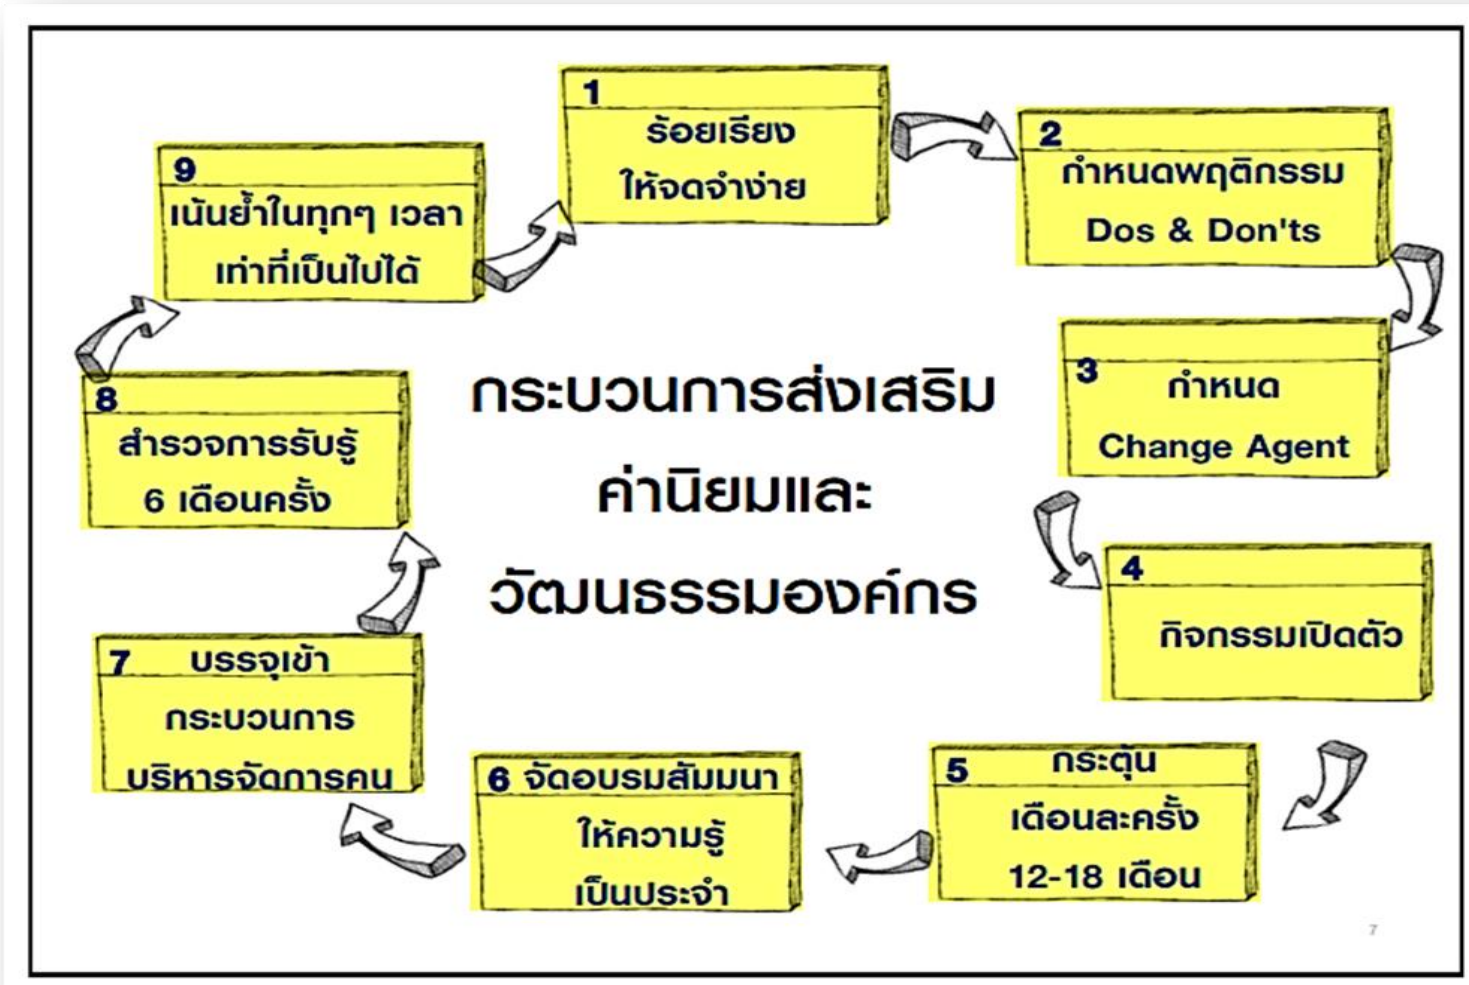 กระบวนการส่งเสริม
ค่านิยมและ
วัฒนธรรมองค์กร
1
ร้อยเรียง
ให้จดจำง่าย
2
กำหนดพฤติกรรม
Dos & Don'ts
3
กำหนด
Change Agent
4
กิจกรรมเปิดตัว
5 กระตุ้น
เดือนละครั้ง
12-18 เดือน
6 จัดอบรมสัมมนา
ให้ความรู้
เป็นประจำ
7 บรรจุเข้า
กระบวนการ
บริหารจัดการคน
8
สำรวจการรับรู้
6 เดือนครั้ง
9
เน้นย้ำในทุกๆ เวลา
เท่าที่เป็นไปได้
7